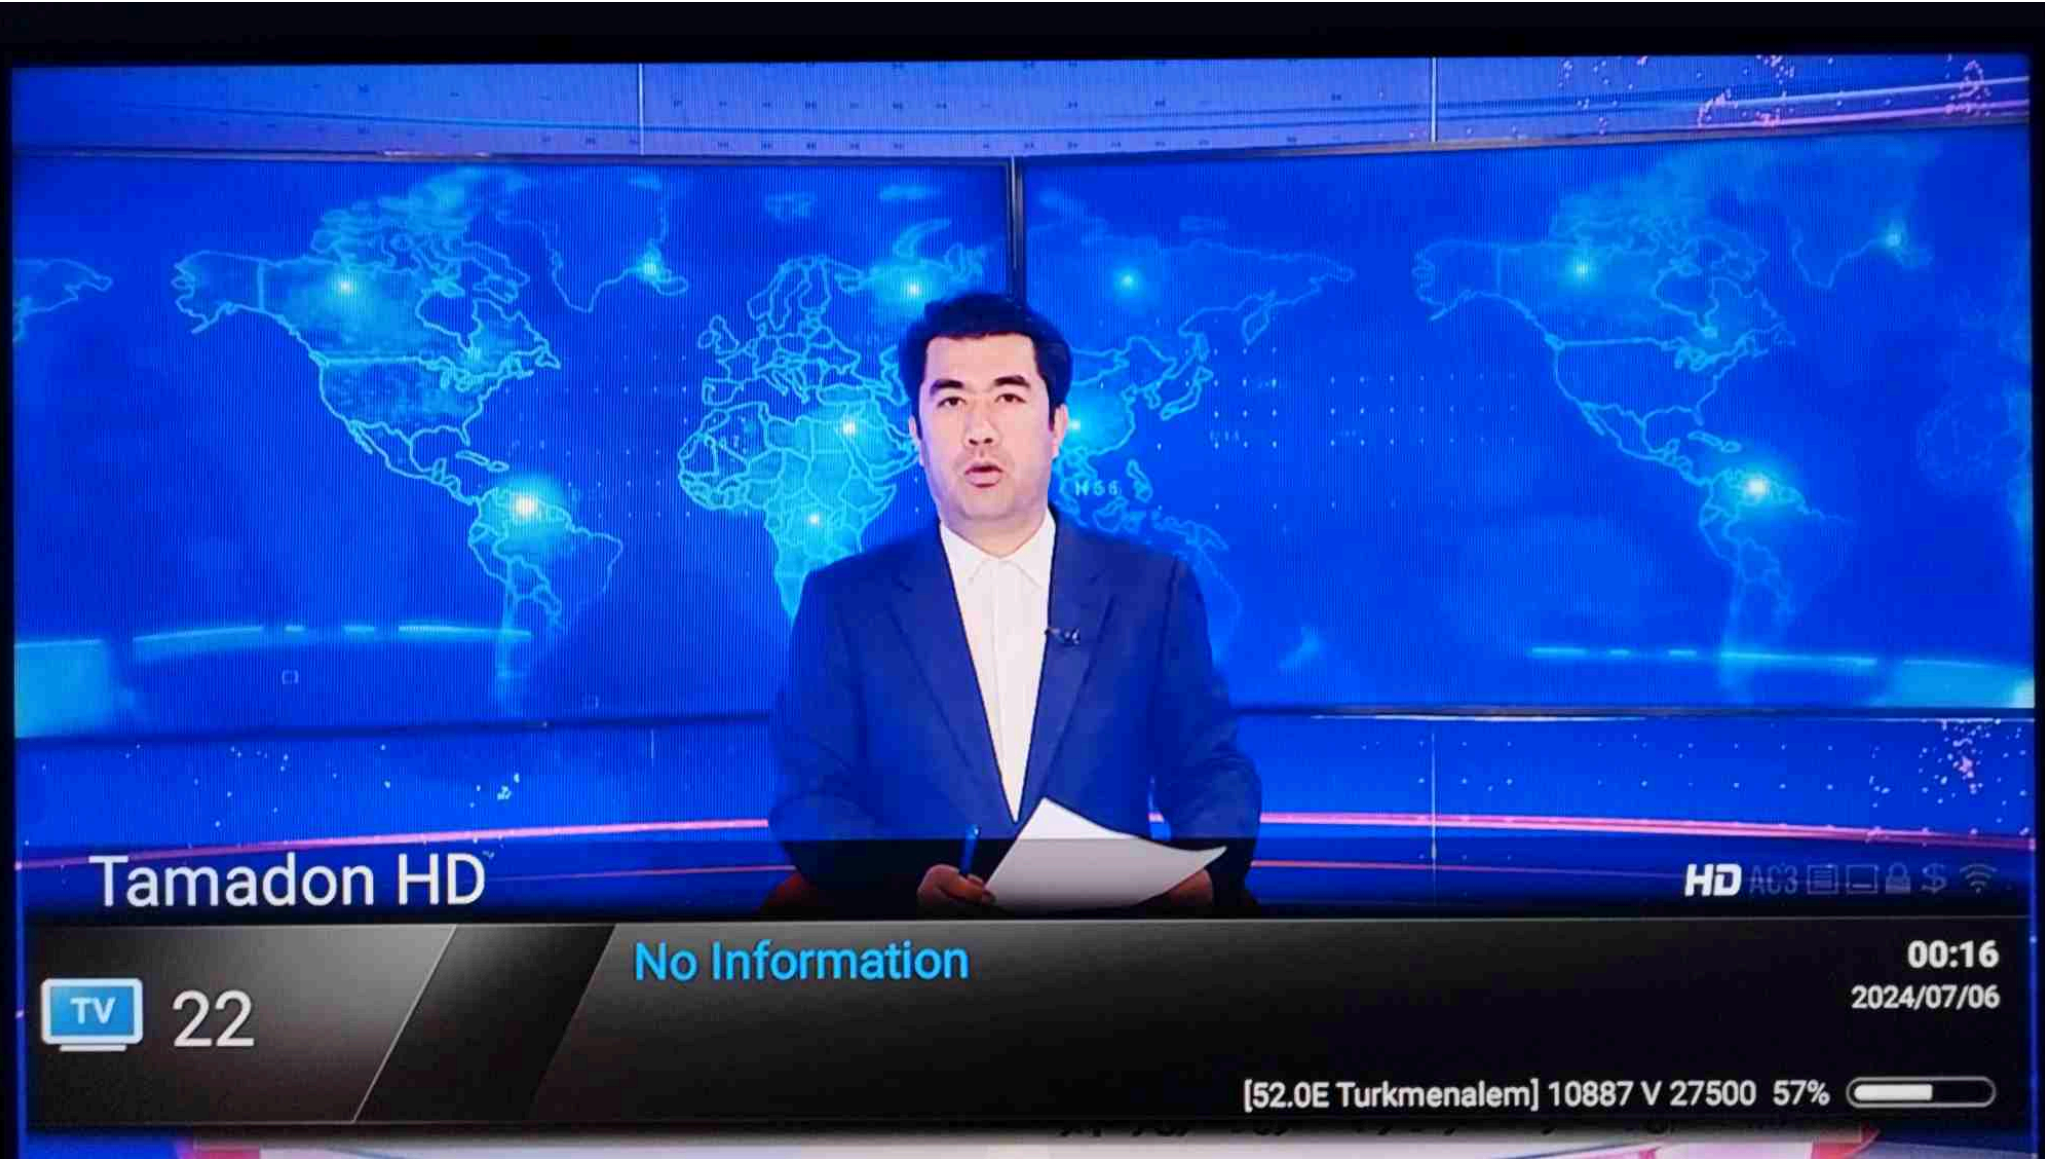 Tamadon HD
HD AC3 $
No Information
00:16
TV 22
2024/07/06
[52.0E Turkmenalem] 10887 V 27500 57%